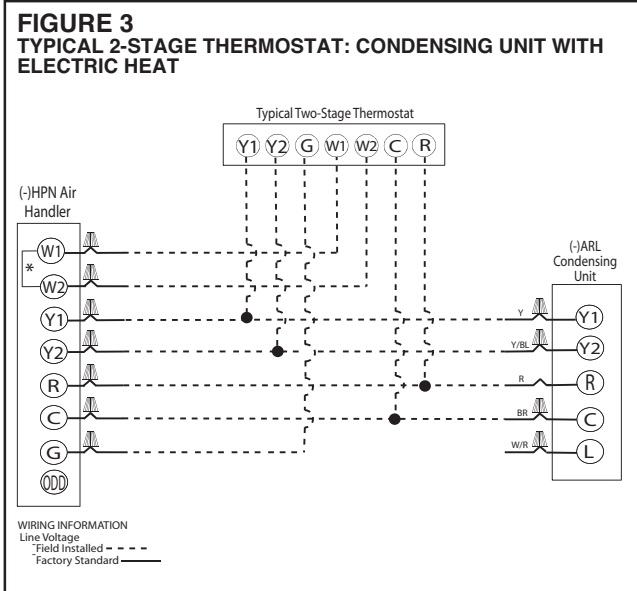 FIGURE 3
TYPICAL 2-STAGE THERMOSTAT: CONDENSING UNIT WITH
ELECTRIC HEAT
Typical Two-Stage Thermostat
Y1 Y2 G W1 W2 C R
(-)HPN Air
Handler
W1
*
W2
Y1
Y2
R
C
G
ODD
(-)ARL
Condensing
Unit
Y Y1
Y/BL Y2
R R
BR C
W/R L
WIRING INFORMATION
Line Voltage
-Field Installed
-Factory Standard